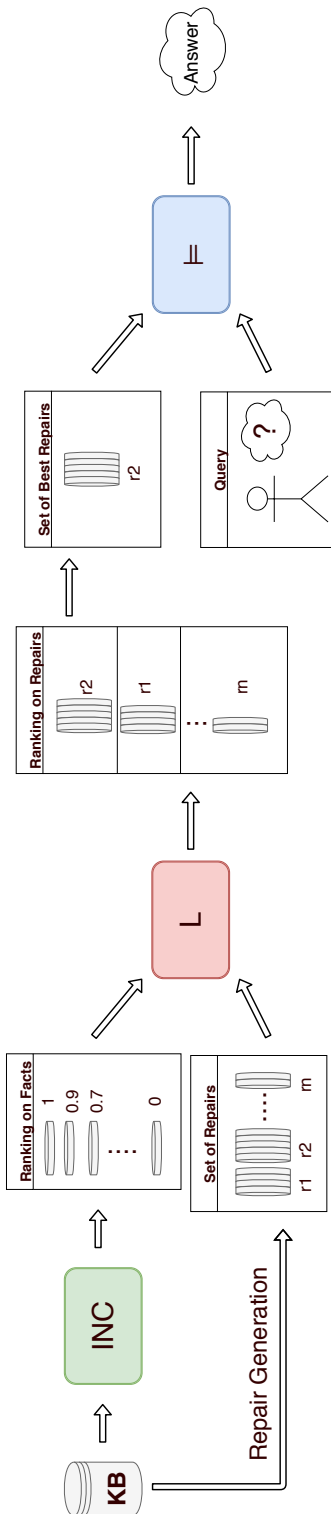 KB
INC
Repair Generation
Ranking on Facts
1
0.9
0.7
....
0
Set of Repairs
r1
r2
....
rn
L
Ranking on Repairs
r2
r1
...
rn
Set of Best Repairs
r2
Query
?
⊨
Answer